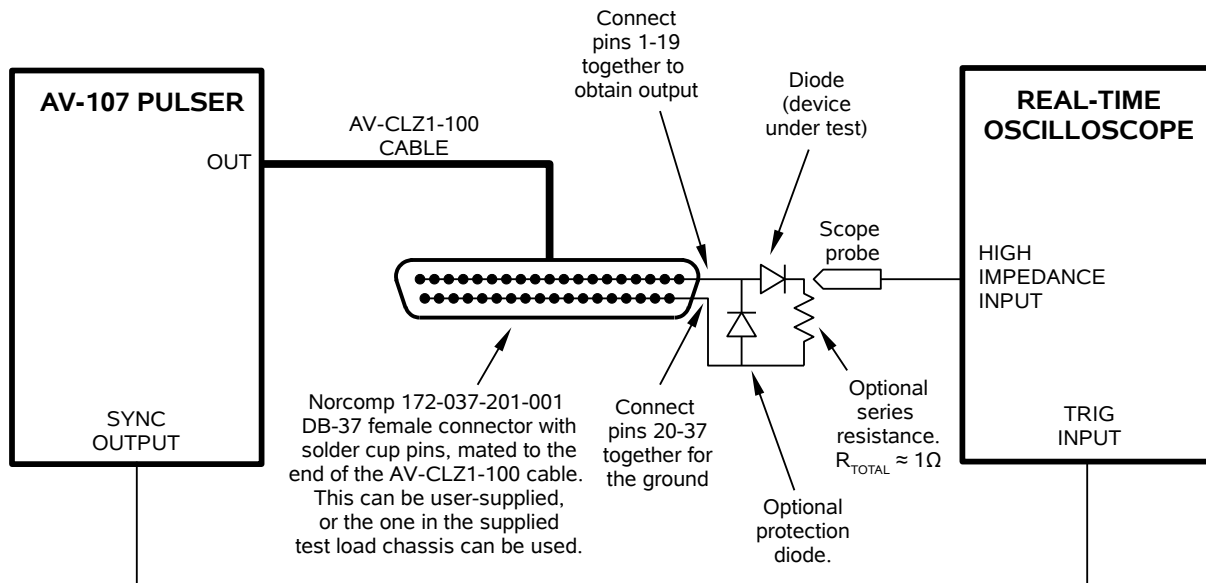 AV-107 PULSER
OUT
SYNC
OUTPUT
AV-CLZ1-100
CABLE
Connect
pins 1-19
together to
obtain output
Diode
(device
under test)
Scope
probe
REAL-TIME
OSCILLOSCOPE
HIGH
IMPEDANCE
INPUT
TRIG
INPUT
Norcomp 172-037-201-001
DB-37 female connector with
solder cup pins, mated to the
end of the AV-CLZ1-100 cable.
This can be user-supplied,
or the one in the supplied
test load chassis can be used.
Connect
pins 20-37
together for
the ground
Optional
protection
diode.
Optional
series
resistance.
R_TOTAL ≈ 1Ω